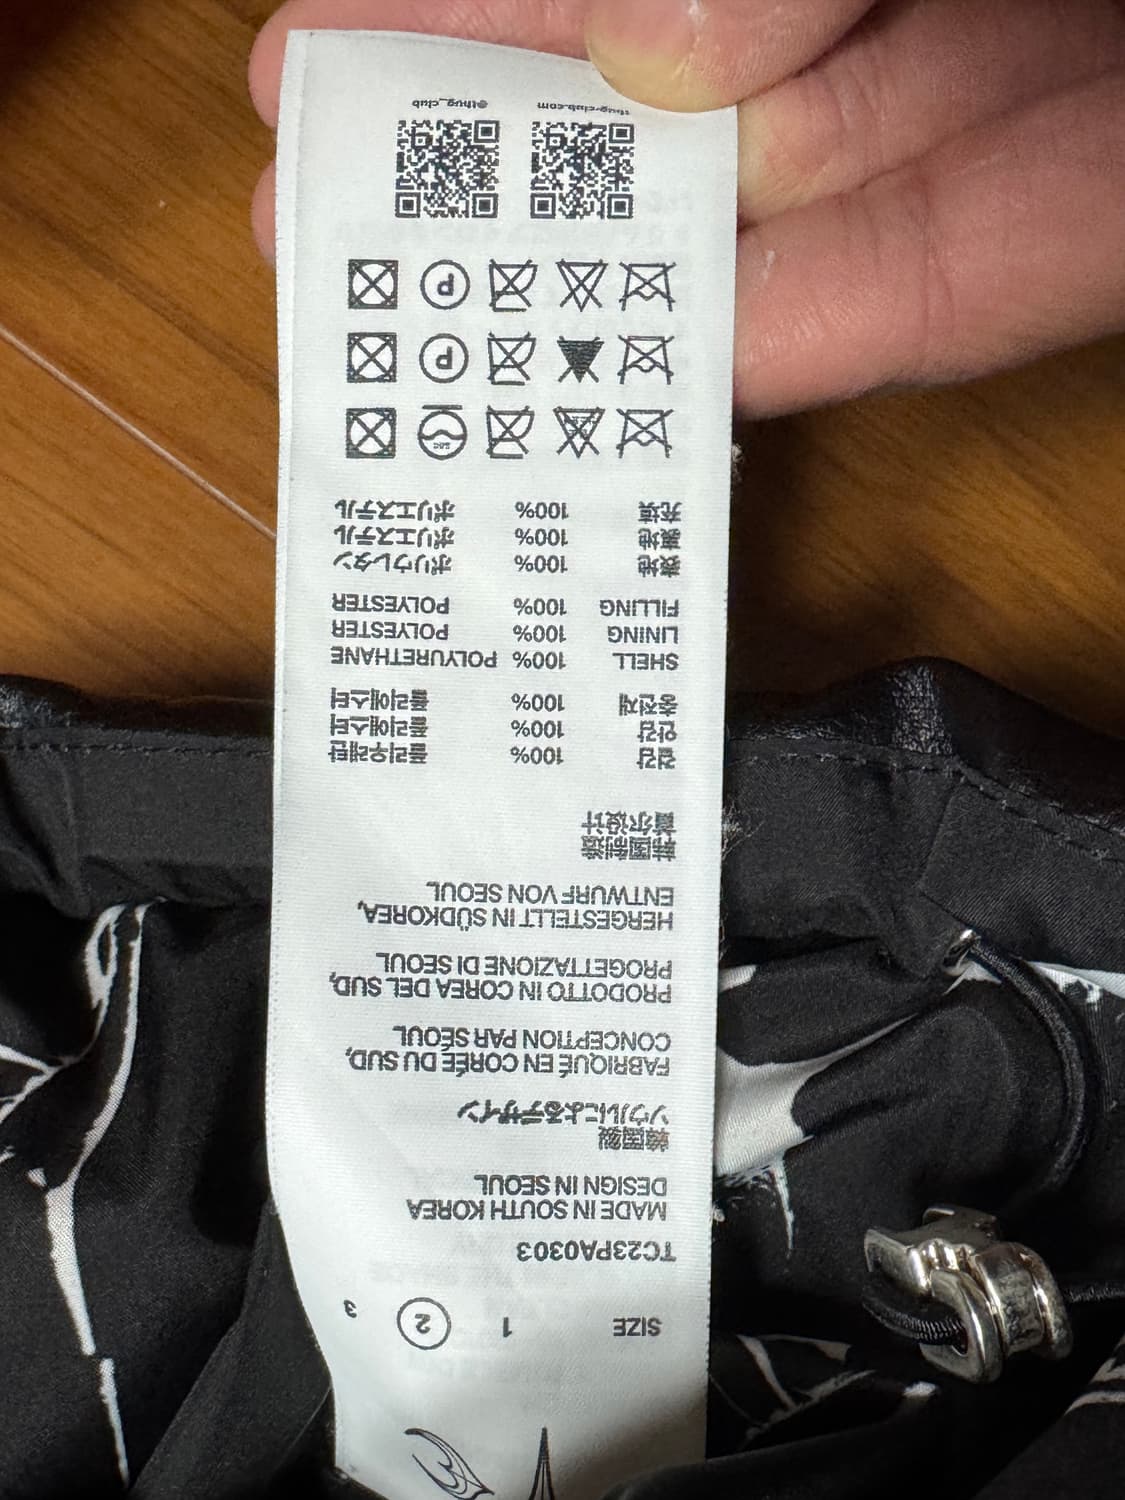 SIZE 1 2 3
TC23PA0303
MADE IN SOUTH KOREA
DESIGN IN SEOUL
韓国製
ソウルによるデザイン
FABRIQUÉ EN CORÉE DU SUD,
CONCEPTION PAR SÉOUL
PRODOTTO IN COREA DEL SUD,
PROGETTAZIONE DI SEOUL
HERGESTELLT IN SÜDKOREA,
ENTWURF VON SEOUL
韩国制造
首尔设计
겉감 100% 폴리우레탄
안감 100% 폴리에스터
충전재 100% 폴리에스터
SHELL 100% POLYURETHANE
LINING 100% POLYESTER
FILLING 100% POLYESTER
表地 100% ポリウレタン
裏地 100% ポリエステル
充填 100% ポリエステル
P
P
thug-club.com @thug_club